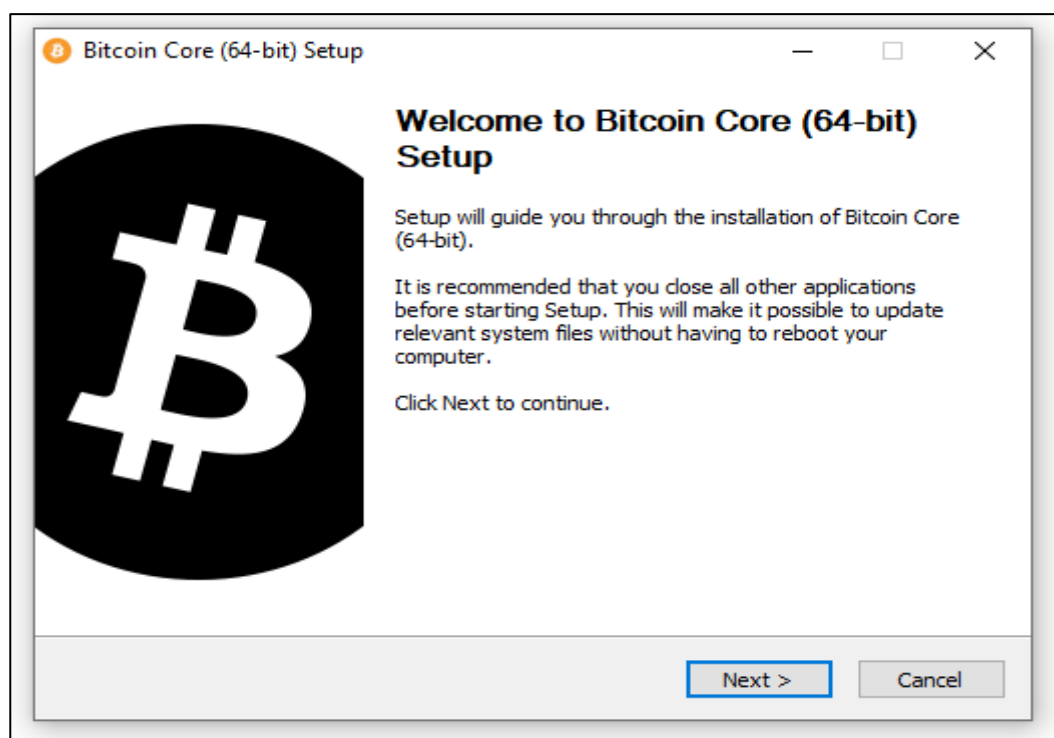 Bitcoin Core (64-bit) Setup
Welcome to Bitcoin Core (64-bit)
Setup
Setup will guide you through the installation of Bitcoin Core
(64-bit).
It is recommended that you close all other applications
before starting Setup. This will make it possible to update
relevant system files without having to reboot your
computer.
Click Next to continue.
Next >
Cancel